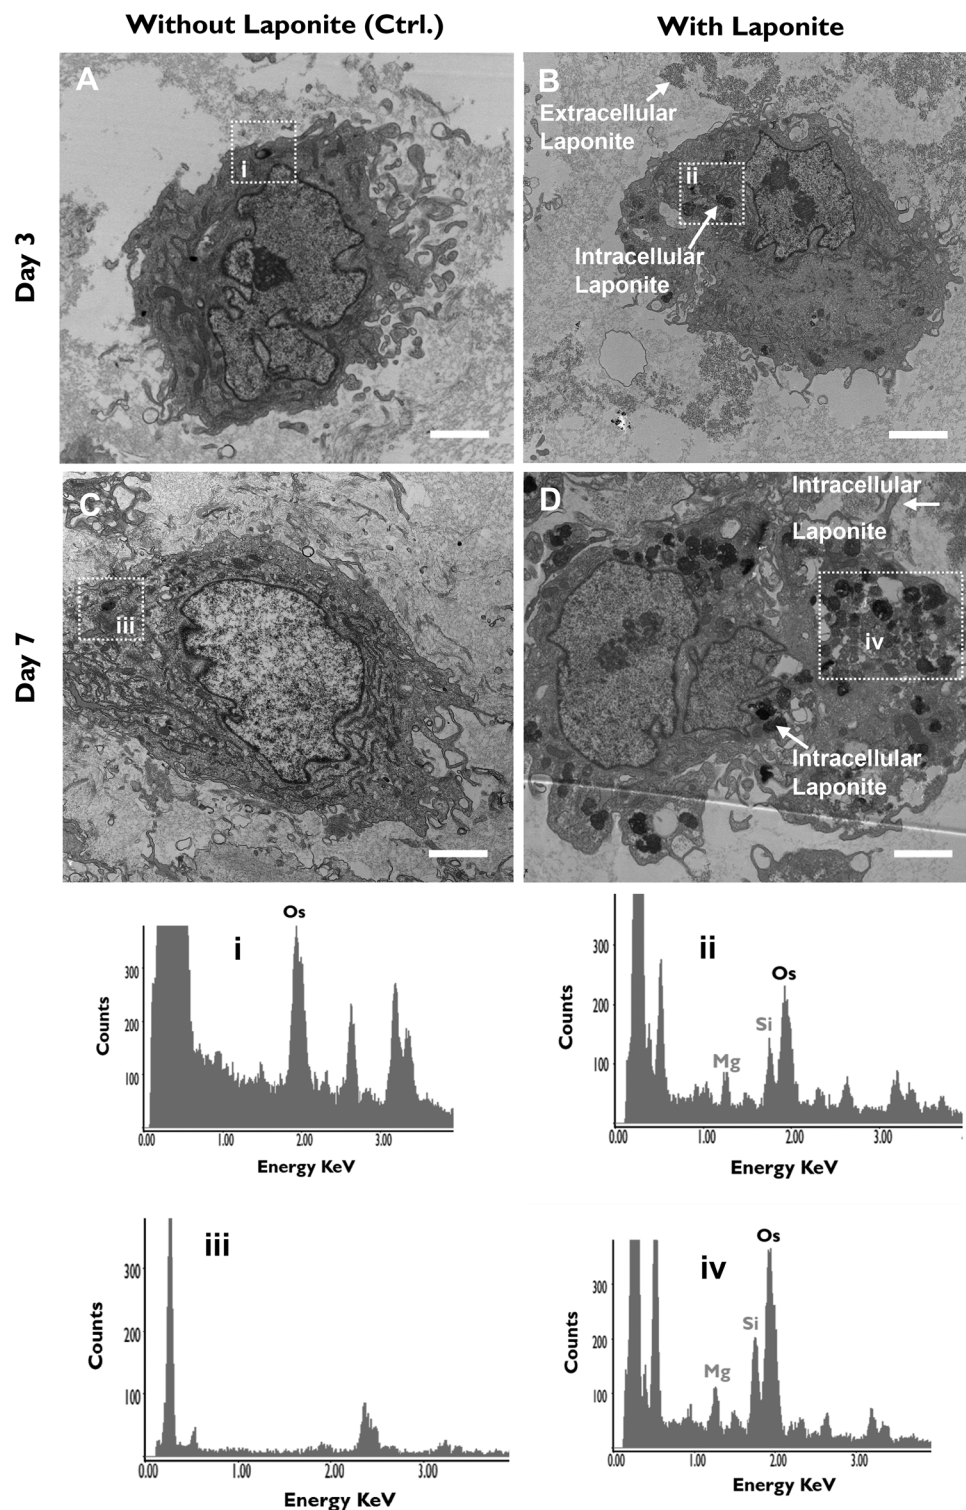 Without Laponite (Ctrl.)
With Laponite
Day 3
A
i
B
Extracellular
Laponite
ii
Intracellular
Laponite
Day 7
C
iii
D
Intracellular
Laponite
iv
Intracellular
Laponite
i
Os
Counts
300
200
100
0.00 1.00 2.00 3.00
Energy KeV
ii
Os
Si
Mg
Counts
300
200
100
0.00 1.00 2.00 3.00
Energy KeV
iii
Counts
300
200
100
0.00 1.00 2.00 3.00
Energy KeV
iv
Os
Si
Mg
Counts
300
200
100
0.00 1.00 2.00 3.00
Energy KeV